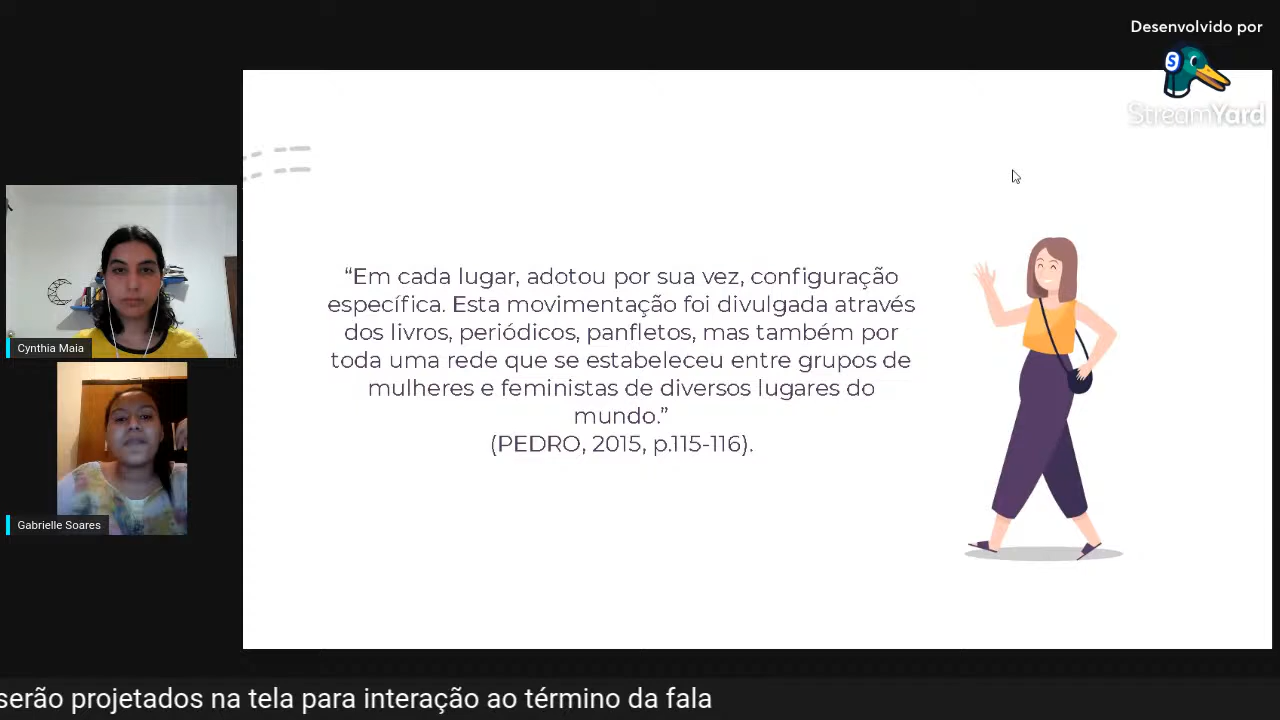 Desenvolvido por
S
StreamYard
“Em cada lugar, adotou por sua vez, configuração
específica. Esta movimentação foi divulgada através
dos livros, periódicos, panfletos, mas também por
toda uma rede que se estabeleceu entre grupos de
mulheres e feministas de diversos lugares do
mundo.”
(PEDRO, 2015, p.115-116).
Cynthia Maia
Gabrielle Soares
serão projetados na tela para interação ao término da fala